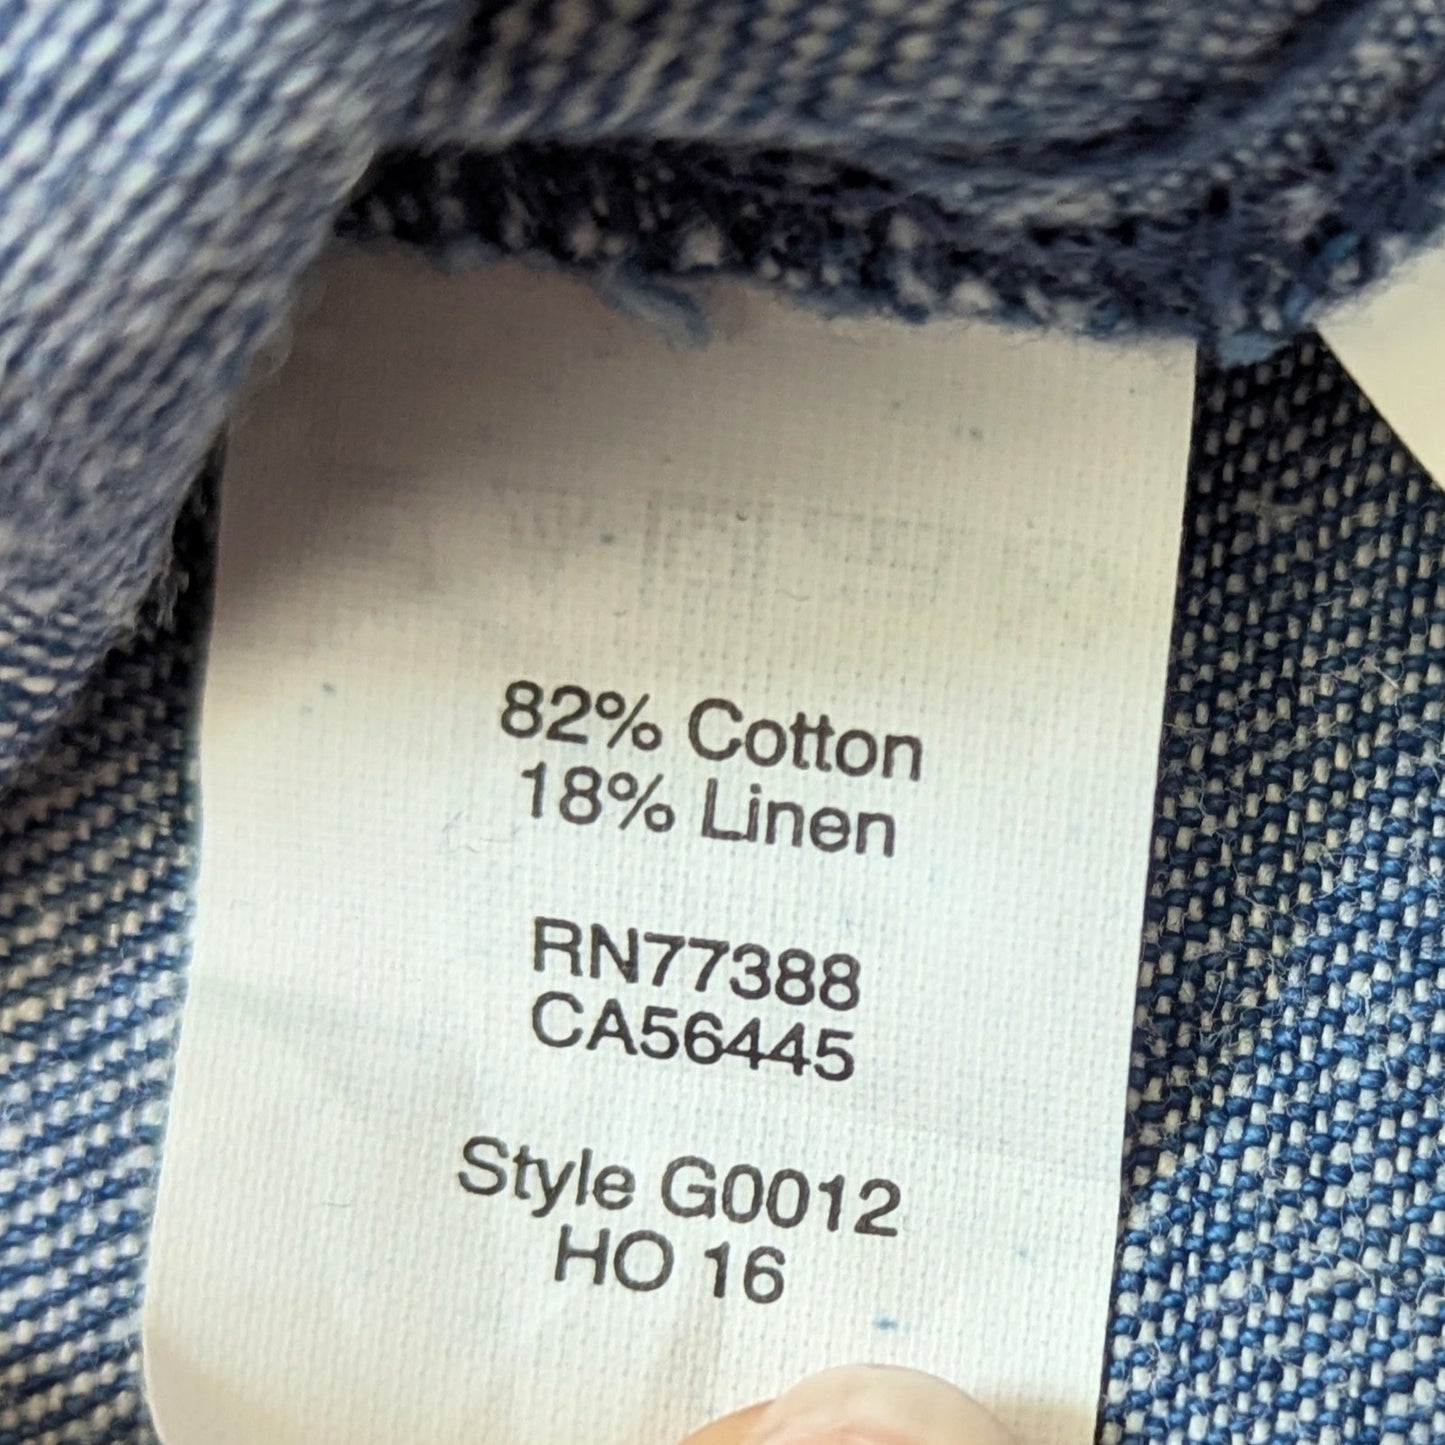 82% Cotton
18% Linen
RN77388
CA56445
Style G0012
HO 16